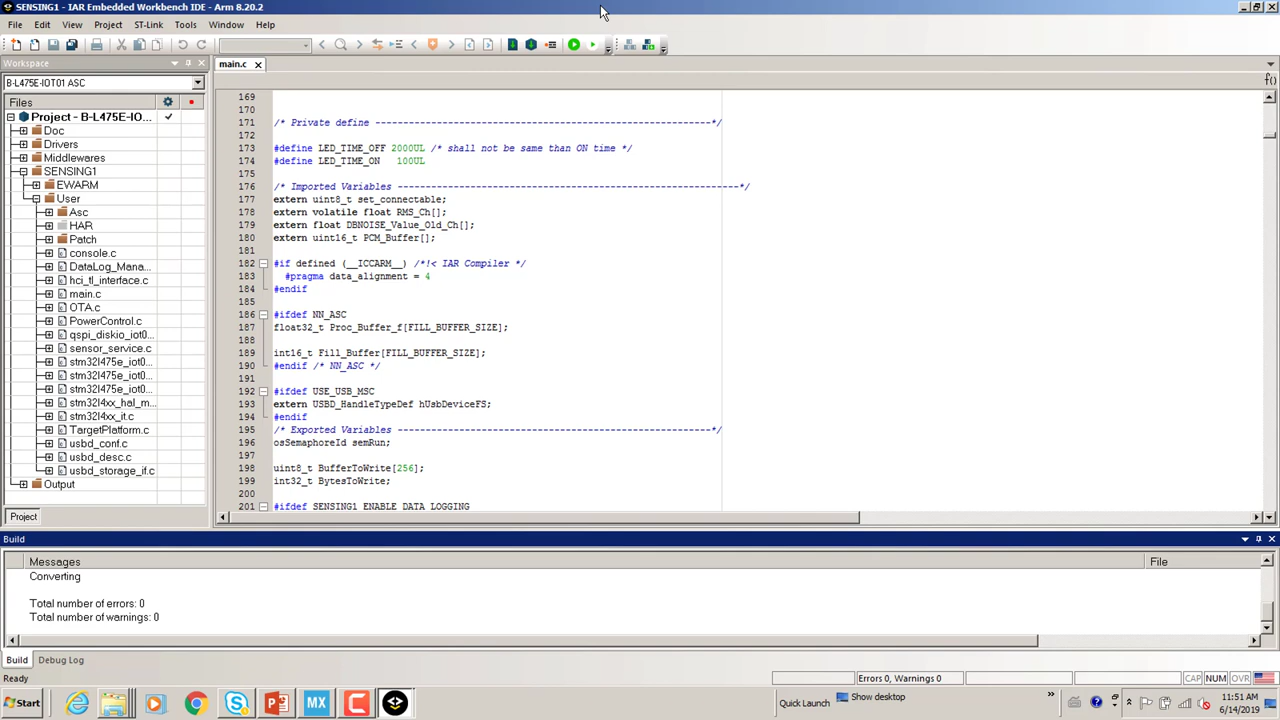 SENSING1 - IAR Embedded Workbench IDE - Arm 8.20.2
File Edit View Project ST-Link Tools Window Help
Workspace
main.c
B-L475E-IOT01 ASC
Files
Project - B-L475E-IO...
Doc
Drivers
Middlewares
SENSING1
EWARM
User
Asc
HAR
Patch
console.c
DataLog_Mana...
hci_tl_interface.c
main.c
OTA.c
PowerControl.c
qspi_diskio_iot0...
sensor_service.c
stm32l475e_iot0...
stm32l475e_iot0...
stm32l475e_iot0...
stm32l4xx_hal_m...
stm32l4xx_it.c
TargetPlatform.c
usbd_conf.c
usbd_desc.c
usbd_storage_if.c
Output
Project
f()
169
170
171 /* Private define -------------------------------------------------------------*/
172
173 #define LED_TIME_OFF 2000UL /* shall not be same than ON time */
174 #define LED_TIME_ON 100UL
175
176 /* Imported Variables -------------------------------------------------------------*/
177 extern uint8_t set_connectable;
178 extern volatile float RMS_Ch[];
179 extern float DBNOISE_Value_Old_Ch[];
180 extern uint16_t PCM_Buffer[];
181
182 #if defined (__ICCARM__) /*!< IAR Compiler */
183 #pragma data_alignment = 4
184 #endif
185
186 #ifdef NN_ASC
187 float32_t Proc_Buffer_f[FILL_BUFFER_SIZE];
188
189 int16_t Fill_Buffer[FILL_BUFFER_SIZE];
190 #endif /* NN_ASC */
191
192 #ifdef USE_USB_MSC
193 extern USBD_HandleTypeDef hUsbDeviceFS;
194 #endif
195 /* Exported Variables ---------------------------------------------------------*/
196 osSemaphoreId semRun;
197
198 uint8_t BufferToWrite[256];
199 int32_t BytesToWrite;
200
201 #ifdef SENSING1_ENABLE_DATA_LOGGING
Build
Messages File
Converting
Total number of errors: 0
Total number of warnings: 0
Build Debug Log
Ready Errors 0, Warnings 0 CAP NUM OVR
Start MX Quick Launch Show desktop 11:51 AM
6/14/2019